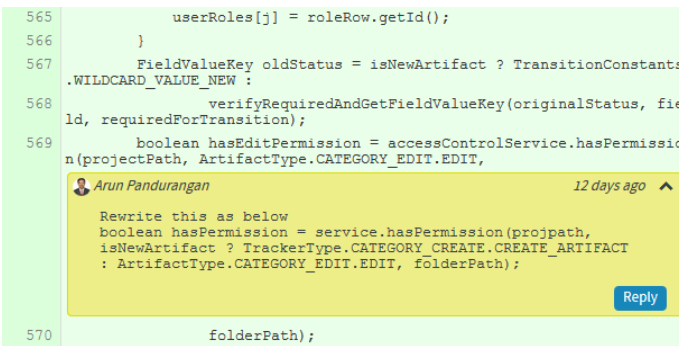 565 userRoles[j] = roleRow.getId();
566 }
567 FieldValueKey oldStatus = isNewArtifact ? TransitionConstants
.WILDCARD_VALUE_NEW :
568 verifyRequiredAndGetFieldValueKey(originalStatus, fie
ld, requiredForTransition);
569 boolean hasEditPermission = accessControlService.hasPermissio
n(projectPath, ArtifactType.CATEGORY_EDIT.EDIT,
Arun Pandurangan 12 days ago
Rewrite this as below
boolean hasPermission = service.hasPermission(projpath,
isNewArtifact ? TrackerType.CATEGORY_CREATE.CREATE_ARTIFACT
: ArtifactType.CATEGORY_EDIT.EDIT, folderPath);
Reply
570 folderPath);